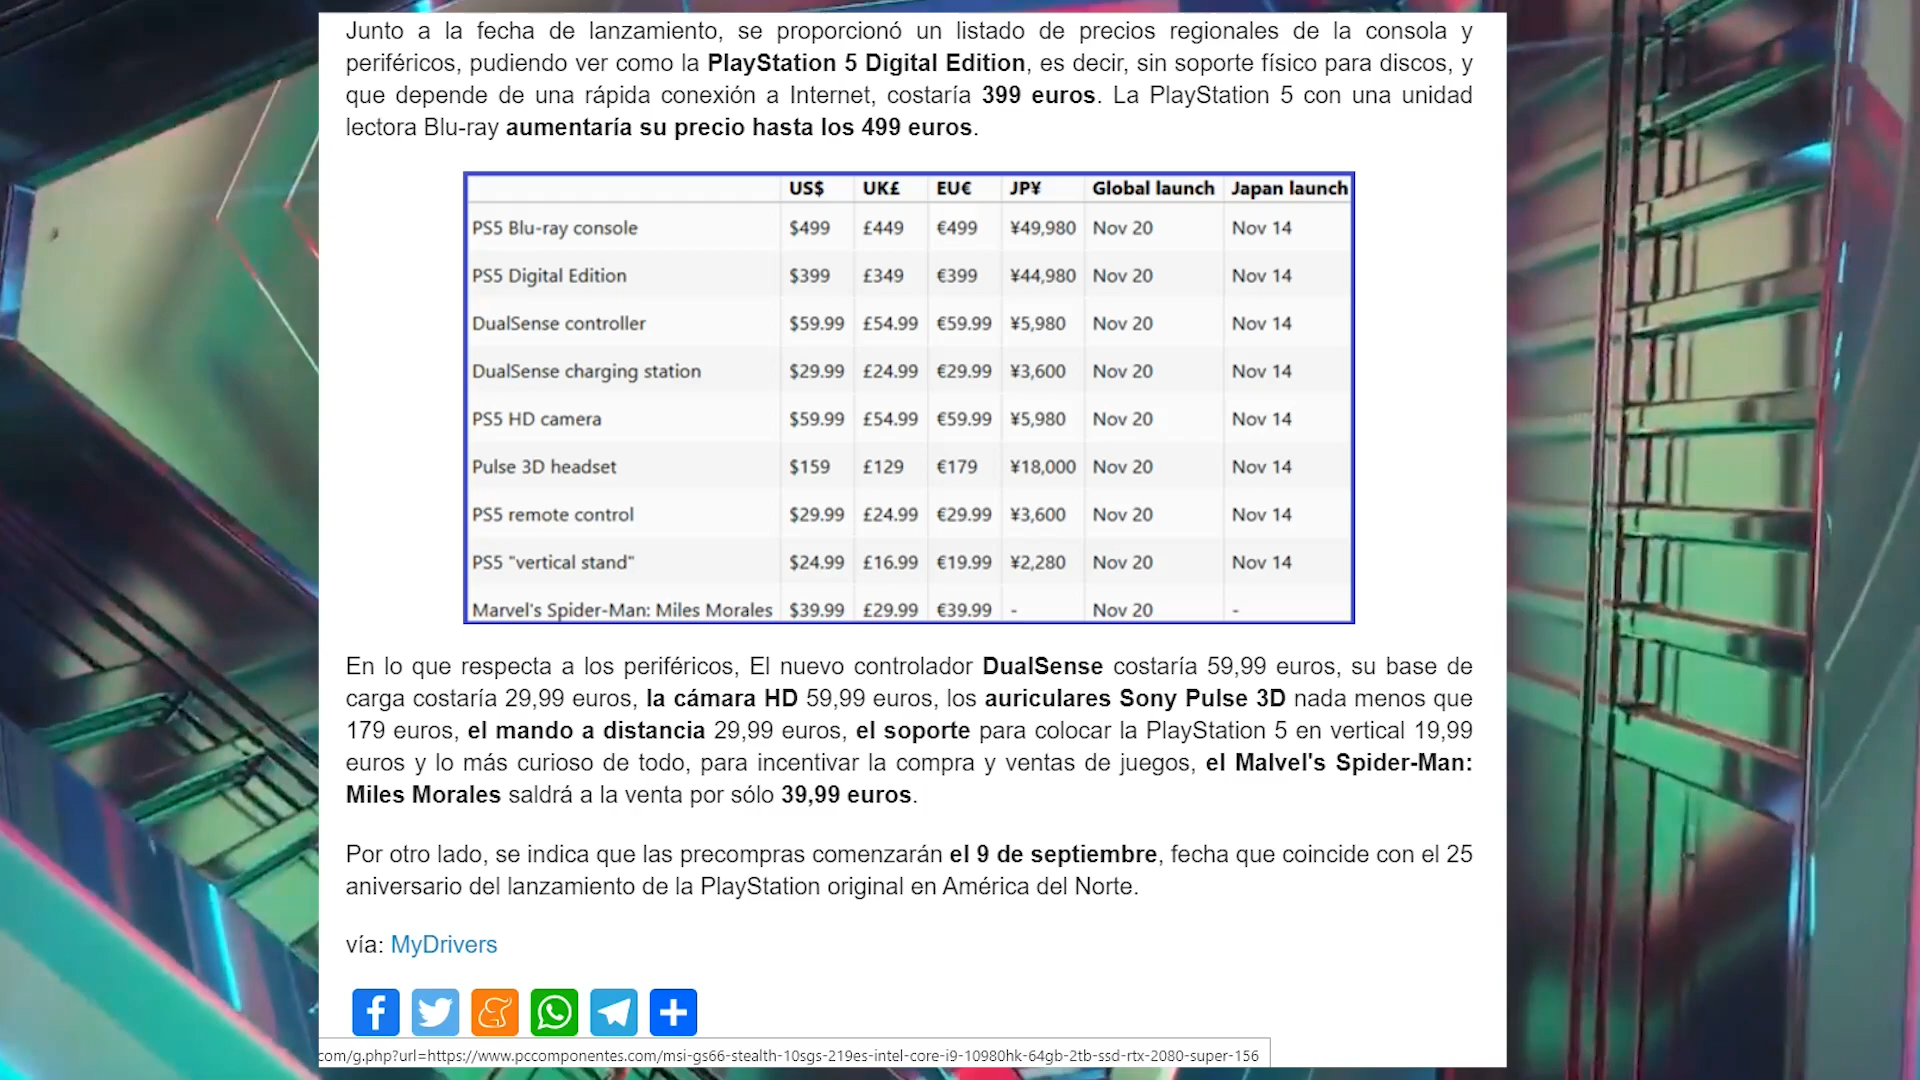 Junto a la fecha de lanzamiento, se proporcionó un listado de precios regionales de la consola y
periféricos, pudiendo ver como la PlayStation 5 Digital Edition, es decir, sin soporte físico para discos, y
que depende de una rápida conexión a Internet, costaría 399 euros. La PlayStation 5 con una unidad
lectora Blu-ray aumentaría su precio hasta los 499 euros.
US$ UK£ EU€ JP¥ Global launch Japan launch
PS5 Blu-ray console $499 £449 €499 ¥49,980 Nov 20 Nov 14
PS5 Digital Edition $399 £349 €399 ¥44,980 Nov 20 Nov 14
DualSense controller $59.99 £54.99 €59.99 ¥5,980 Nov 20 Nov 14
DualSense charging station $29.99 £24.99 €29.99 ¥3,600 Nov 20 Nov 14
PS5 HD camera $59.99 £54.99 €59.99 ¥5,980 Nov 20 Nov 14
Pulse 3D headset $159 £129 €179 ¥18,000 Nov 20 Nov 14
PS5 remote control $29.99 £24.99 €29.99 ¥3,600 Nov 20 Nov 14
PS5 "vertical stand" $24.99 £16.99 €19.99 ¥2,280 Nov 20 Nov 14
Marvel's Spider-Man: Miles Morales $39.99 £29.99 €39.99 - Nov 20 -
En lo que respecta a los periféricos, El nuevo controlador DualSense costaría 59,99 euros, su base de
carga costaría 29,99 euros, la cámara HD 59,99 euros, los auriculares Sony Pulse 3D nada menos que
179 euros, el mando a distancia 29,99 euros, el soporte para colocar la PlayStation 5 en vertical 19,99
euros y lo más curioso de todo, para incentivar la compra y ventas de juegos, el Malvel's Spider-Man:
Miles Morales saldrá a la venta por sólo 39,99 euros.
Por otro lado, se indica que las precompras comenzarán el 9 de septiembre, fecha que coincide con el 25
aniversario del lanzamiento de la PlayStation original en América del Norte.
vía: MyDrivers
com/g.php?url=https://www.pccomponentes.com/msi-gs66-stealth-10sgs-219es-intel-core-i9-10980hk-64gb-2tb-ssd-rtx-2080-super-156